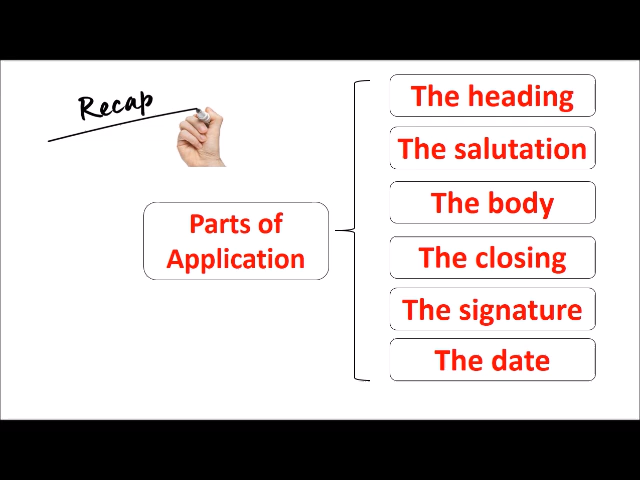 Recap
Parts of
Application
The heading
The salutation
The body
The closing
The signature
The date